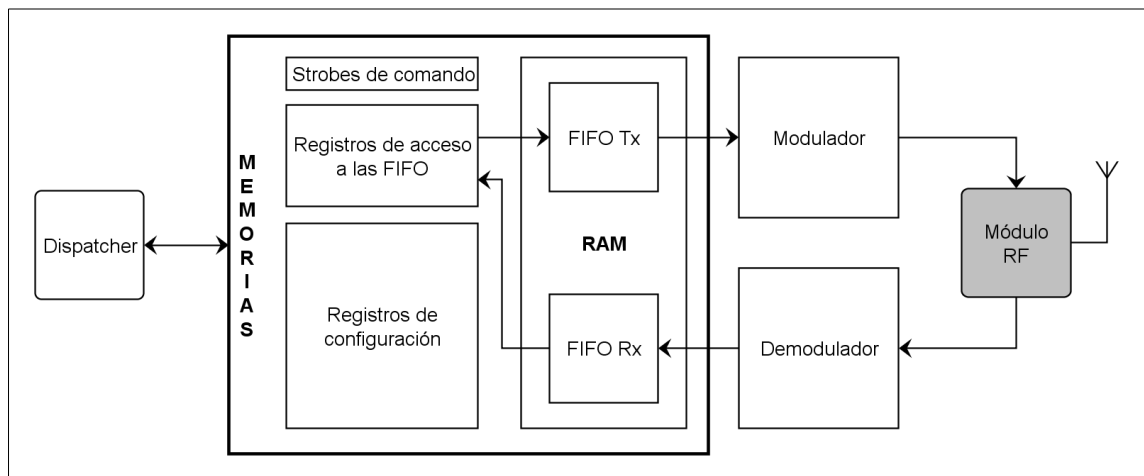 Dispatcher
MEMORIAS
Strobes de comando
Registros de acceso
a las FIFO
Registros de
configuración
FIFO Tx
RAM
FIFO Rx
Modulador
Demodulador
Módulo
RF